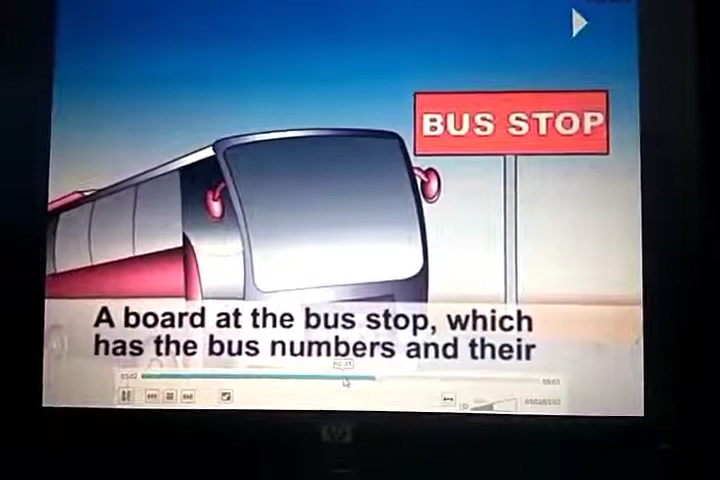 BUS STOP
A board at the bus stop, which
has the bus numbers and their